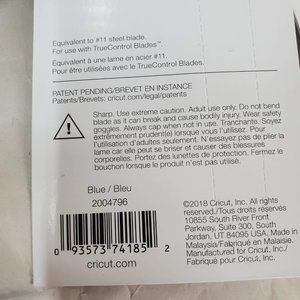 Equivalent to #11 steel blade.
For use with TrueControl Blades™
Équivalent à une lame en acier #11.
Pour être utilisées avec le TrueControl Blades™
PATENT PENDING/BREVET EN INSTANCE
Patents/Brevets: cricut.com/legal/patents
Sharp. Use extreme caution. Adult use only. Do not bend
blade as it can break and cause bodily injury. Wear safety
goggles. Always cap when not in use. Tranchante. Soyez
extrêmement prudent(e) lorsque vous l'utilisez. À
l'utilisation d'adultes seulement. N'essayez pas de plier la
lame car elle peut se briser et causer des blessures
corporelles. Portez des lunettes de protection. Fermez
le bouchon lorsque vous n'utilisez pas.
Blue / Bleu
2004796
0 93573 74185 2
cricut.com
©2018 Cricut, Inc. All rights
reserved./Tous droits réservés
10855 South River Front
Parkway, Suite 300, South
Jordan, UT 84095 USA. Made in
Malaysia/Fabriqué en Malaisie.
Manufactured for Cricut, Inc./
Fabriqué pour Cricut, Inc.